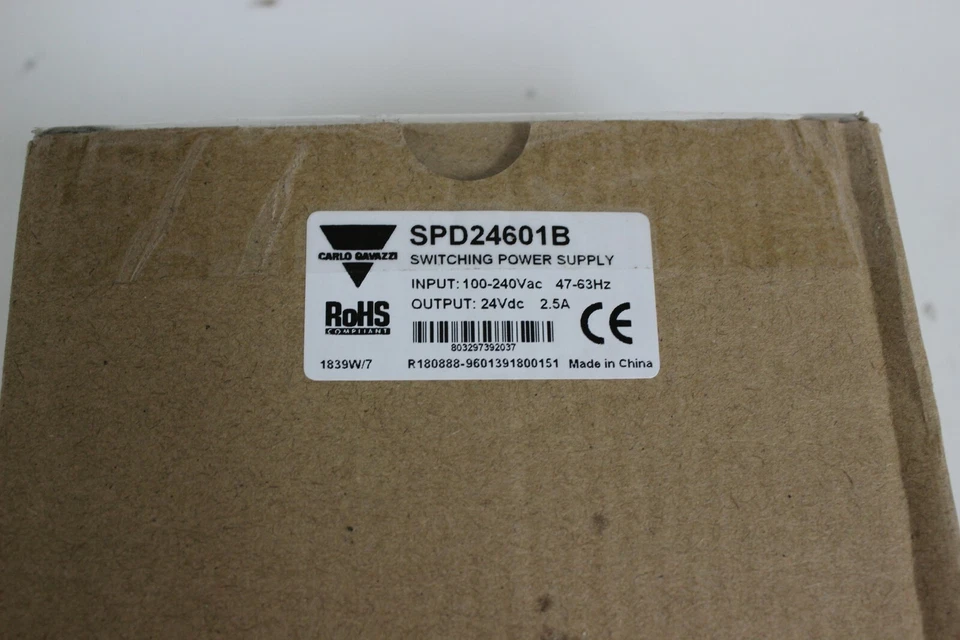 CARLO GAVAZZI
SPD24601B
SWITCHING POWER SUPPLY
INPUT: 100-240Vac 47-63Hz
OUTPUT: 24Vdc 2.5A
RoHS
COMPLIANT
CE
803297392037
1839W/7 R180888-9601391800151 Made in China